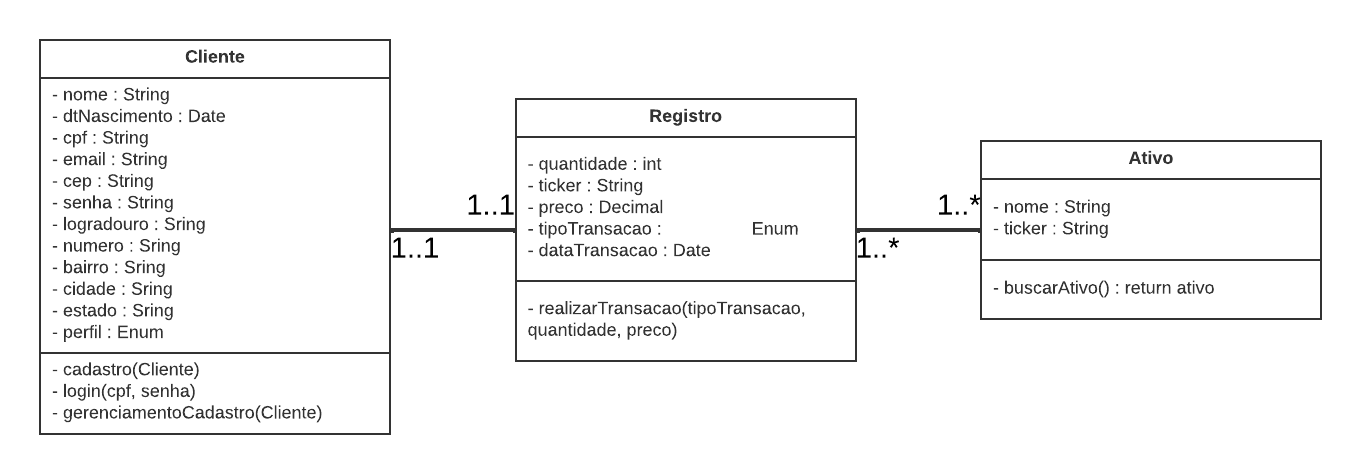 Cliente
- nome : String
- dtNascimento : Date
- cpf : String
- email : String
- cep : String
- senha : String
- logradouro : Sring
- numero : Sring
- bairro : Sring
- cidade : Sring
- estado : Sring
- perfil : Enum
- cadastro(Cliente)
- login(cpf, senha)
- gerenciamentoCadastro(Cliente)
1..1
1..1
Registro
- quantidade : int
- ticker : String
- preco : Decimal
- tipoTransacao : Enum
- dataTransacao : Date
- realizarTransacao(tipoTransacao,
quantidade, preco)
1..*
1..*
Ativo
- nome : String
- ticker : String
- buscarAtivo() : return ativo